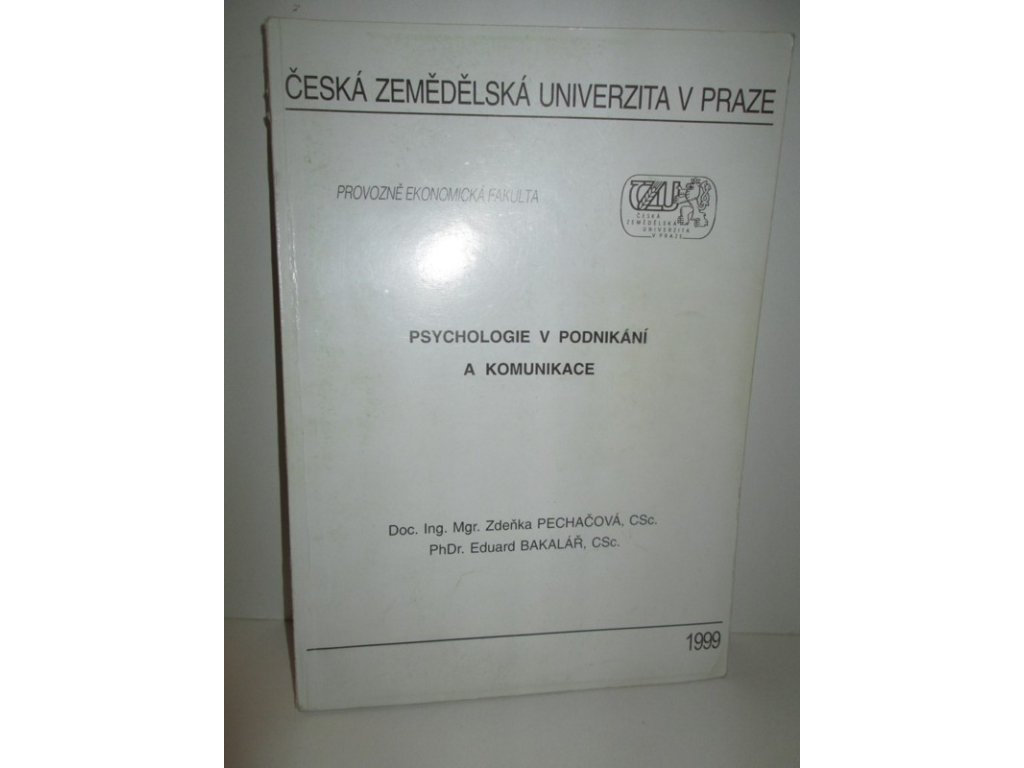 ČESKÁ ZEMĚDĚLSKÁ UNIVERZITA V PRAZE
PROVOZNĚ EKONOMICKÁ FAKULTA
ČZU
ČESKÁ
ZEMĚDĚLSKÁ
UNIVERZITA
V PRAZE
PSYCHOLOGIE V PODNIKÁNÍ
A KOMUNIKACE
Doc. Ing. Mgr. Zdeňka PECHAČOVÁ, CSc.
PhDr. Eduard BAKALÁŘ, CSc.
1999